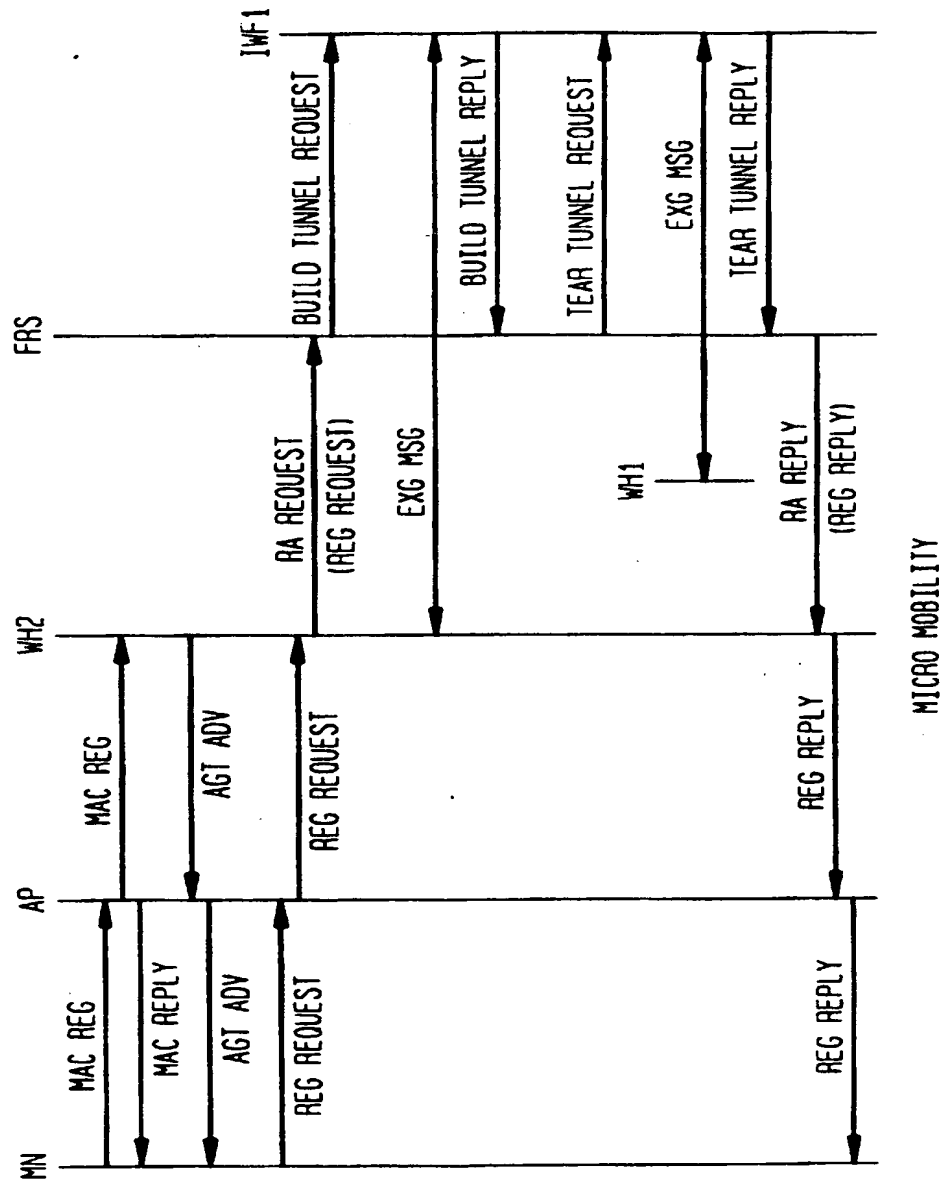 MN
AP
WH2
FRS
IWF1
MAC REG
MAC REG
MAC REPLY
AGT ADV
AGT ADV
REG REQUEST
REG REQUEST
RA REQUEST
(REG REQUEST)
BUILD TUNNEL REQUEST
EXG MSG
BUILD TUNNEL REPLY
TEAR TUNNEL REQUEST
WH1
EXG MSG
TEAR TUNNEL REPLY
RA REPLY
(REG REPLY)
REG REPLY
REG REPLY
MICRO MOBILITY